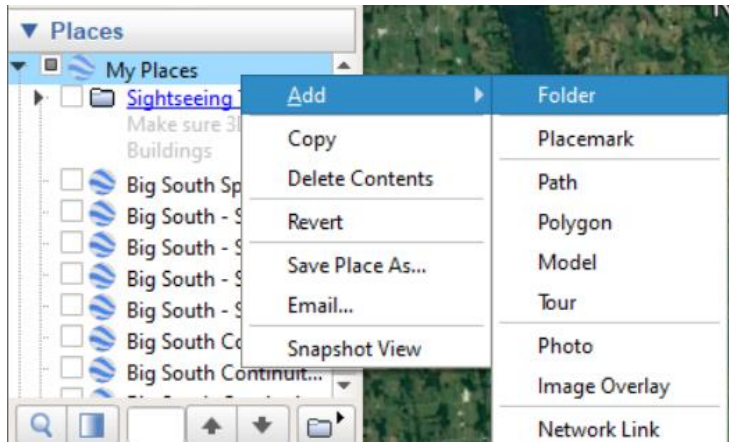 Places
My Places
Sightseeing
Make sure 3
Buildings
Big South Sp
Big South - S
Big South - S
Big South - S
Big South - S
Big South Co
Big South Continuit...
Add
Copy
Delete Contents
Revert
Save Place As...
Email...
Snapshot View
Folder
Placemark
Path
Polygon
Model
Tour
Photo
Image Overlay
Network Link